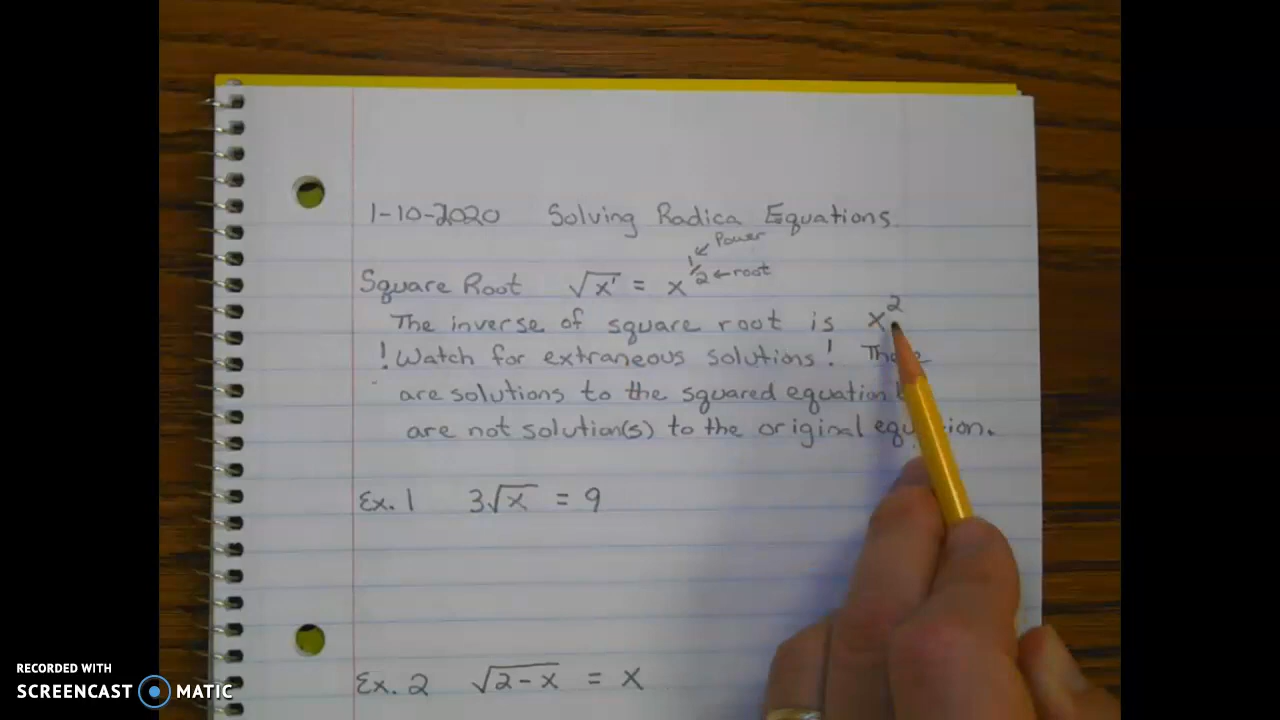 1-10-2020 Solving Radica Equations
Power
Square Root √x = x^1/2 ← root
The inverse of square root is x²
! Watch for extraneous solutions!
are solutions to the squared equation
are not solution(s) to the original equation.
Ex. 1 3√x = 9
Ex. 2 √2-x = x
RECORDED WITH
SCREENCAST MATIC